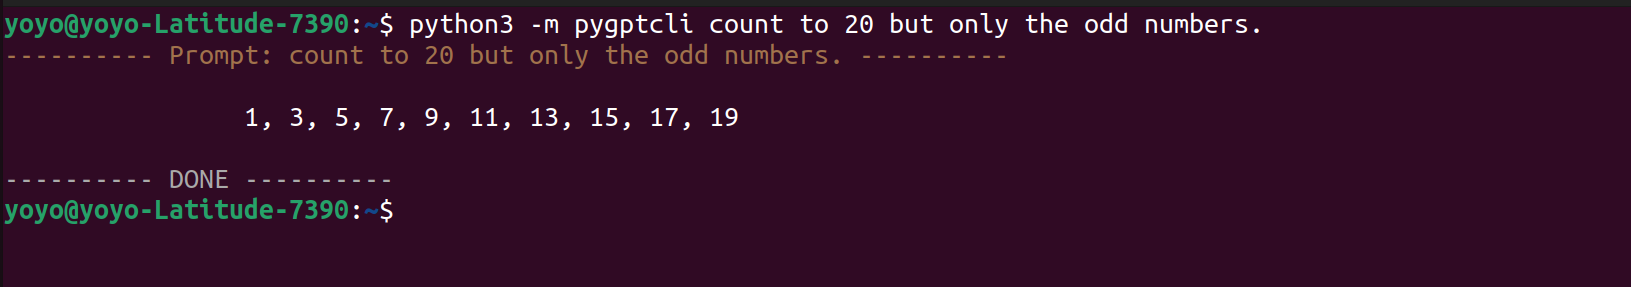 yoyo@yoyo-Latitude-7390:~$ python3 -m pygptcli count to 20 but only the odd numbers.
---------- Prompt: count to 20 but only the odd numbers. ----------
1, 3, 5, 7, 9, 11, 13, 15, 17, 19
---------- DONE ----------
yoyo@yoyo-Latitude-7390:~$